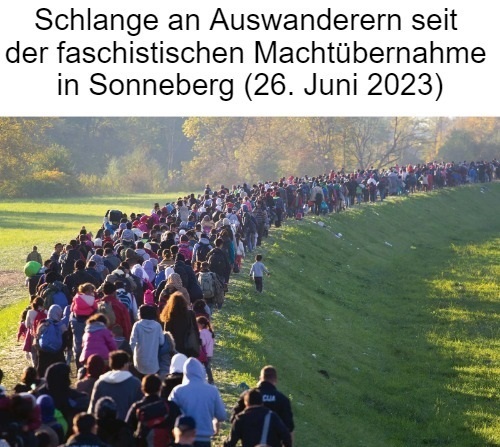 Schlange an Auswanderern seit
der faschistischen Machtübernahme
in Sonneberg (26. Juni 2023)